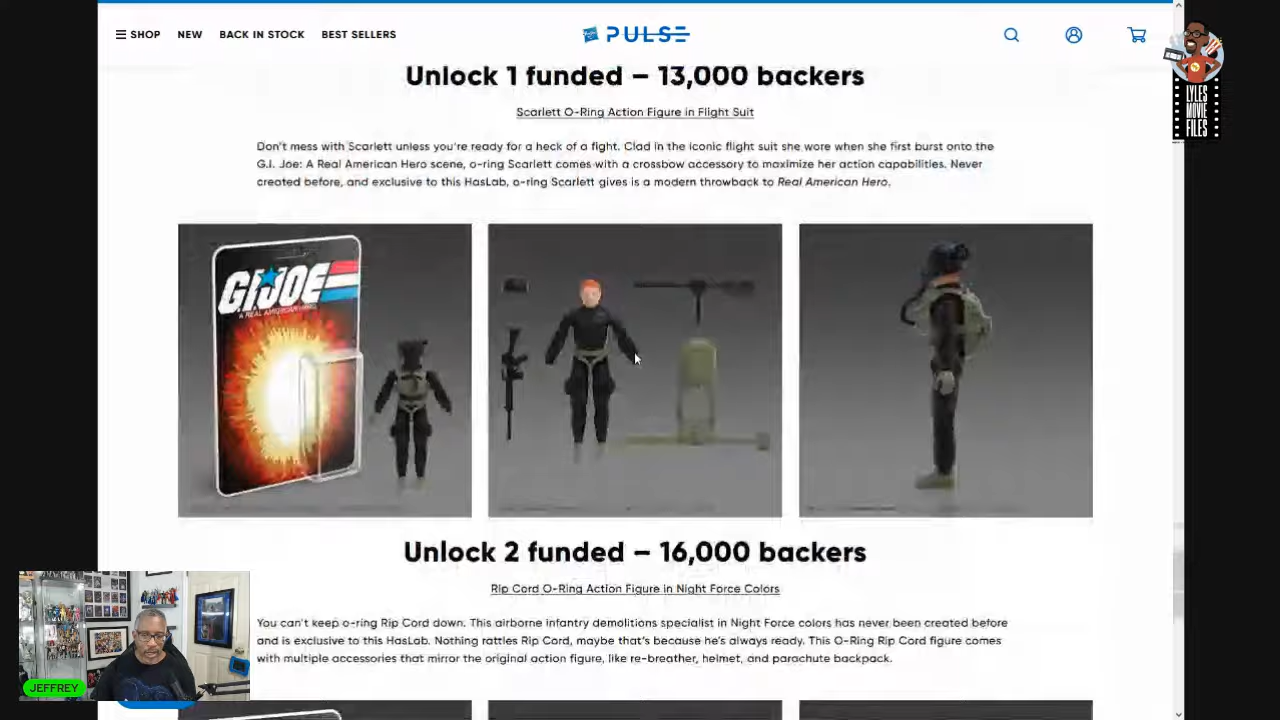 SHOP NEW BACK IN STOCK BEST SELLERS
PULSE
LYLES
MOVIE
FILES
Unlock 1 funded – 13,000 backers
Scarlett O-Ring Action Figure in Flight Suit
Don't mess with Scarlett unless you're ready for a heck of a fight. Clad in the iconic flight suit she wore when she first burst onto the
G.I. Joe: A Real American Hero scene, o-ring Scarlett comes with a crossbow accessory to maximize her action capabilities. Never
created before, and exclusive to this HasLab, o-ring Scarlett gives is a modern throwback to Real American Hero.
G.I.JOE
A REAL AMERICAN HERO
Unlock 2 funded – 16,000 backers
Rip Cord O-Ring Action Figure in Night Force Colors
You can't keep o-ring Rip Cord down. This airborne infantry demolitions specialist in Night Force colors has never been created before
and is exclusive to this HasLab. Nothing rattles Rip Cord, maybe that's because he's always ready. This O-Ring Rip Cord figure comes
with multiple accessories that mirror the original action figure, like re-breather, helmet, and parachute backpack.
JEFFREY